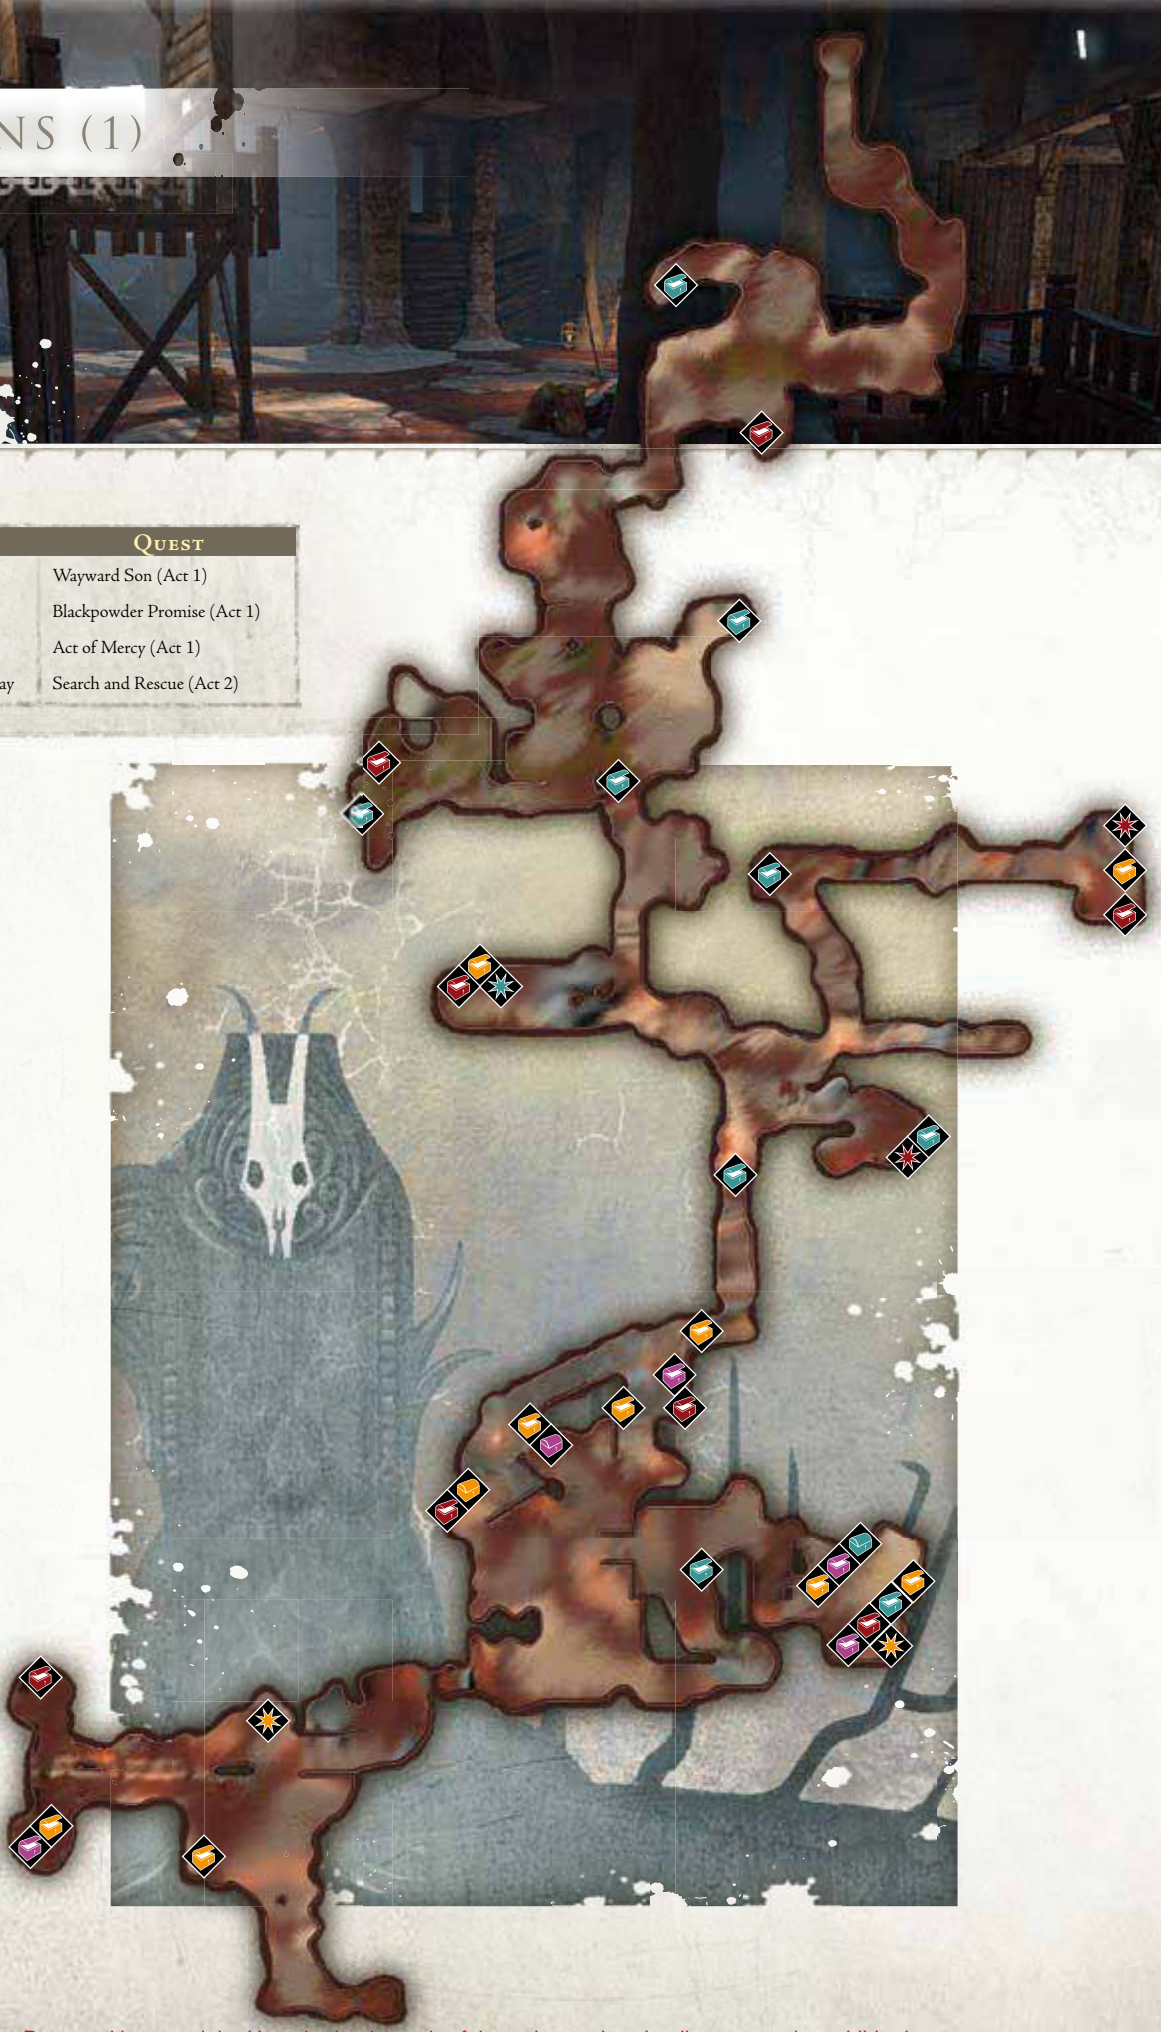 NS (1)
Quest
Wayward Son (Act 1)
Blackpowder Promise (Act 1)
Act of Mercy (Act 1)
ay Search and Rescue (Act 2)